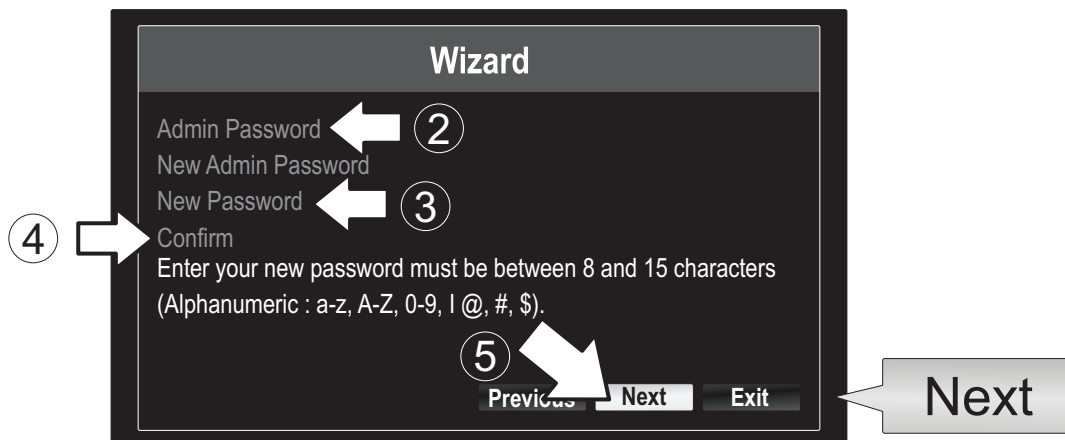 Wizard
Admin Password ②
New Admin Password
New Password ③
④ Confirm
Enter your new password must be between 8 and 15 characters
(Alphanumeric : a-z, A-Z, 0-9, I @, #, $).
⑤
Previous Next Exit
Next